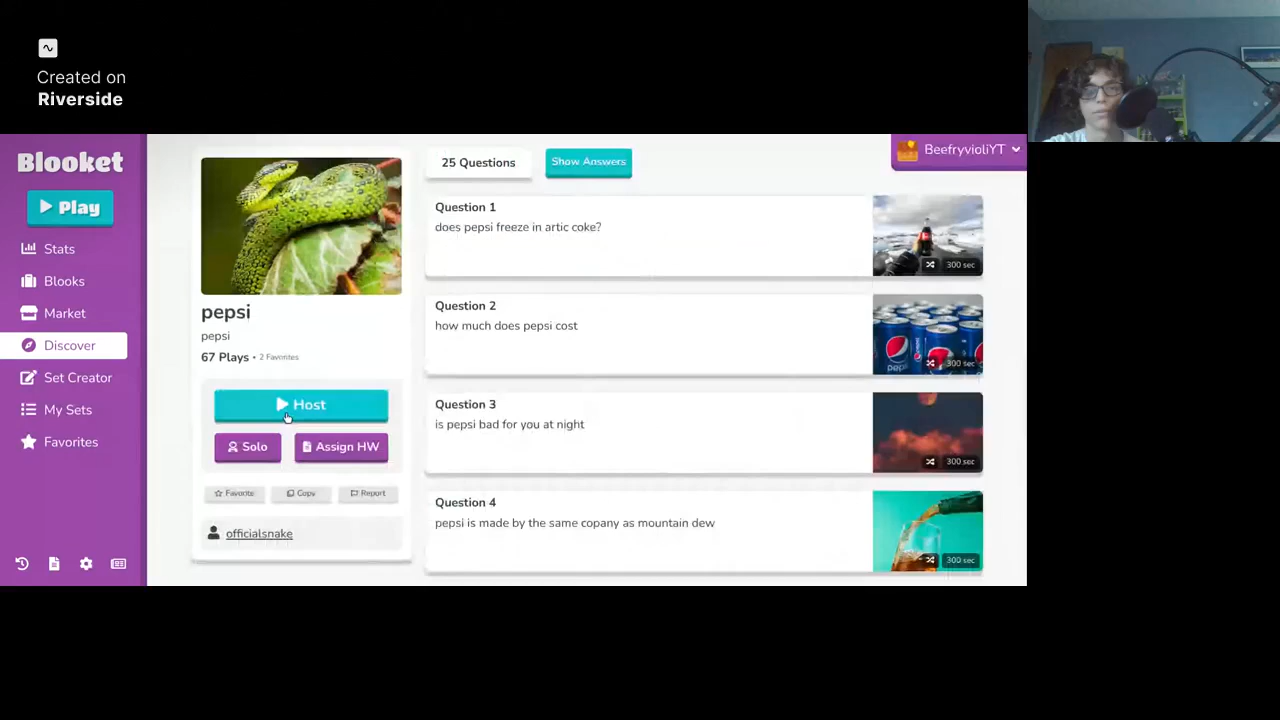 Created on
Riverside
Blooket
Play
Stats
Blooks
Market
Discover
Set Creator
My Sets
Favorites
pepsi
pepsi
67 Plays • 2 Favorites
Host
Solo
Assign HW
Favorite
Copy
Report
officialsnake
25 Questions
Show Answers
BeefryvioliYT
Question 1
does pepsi freeze in artic coke?
300 sec
Question 2
how much does pepsi cost
300 sec
Question 3
is pepsi bad for you at night
300 sec
Question 4
pepsi is made by the same copany as mountain dew
300 sec